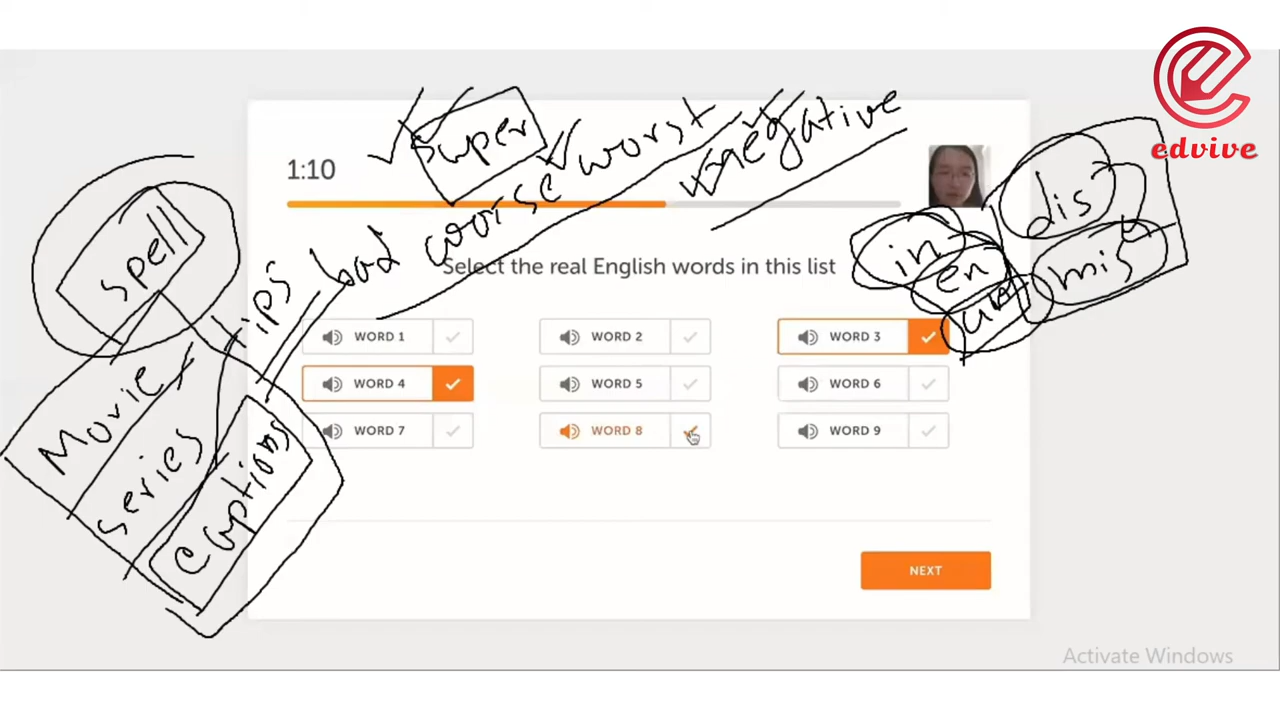 edvive
super
bad worse worst
negative
1:10
spell
tips
in
en
un
dis
mis
Select the real English words in this list
WORD 1
WORD 2
WORD 3
WORD 4
WORD 5
WORD 6
WORD 7
WORD 8
WORD 9
Movie
series
Captions
NEXT
Activate Windows